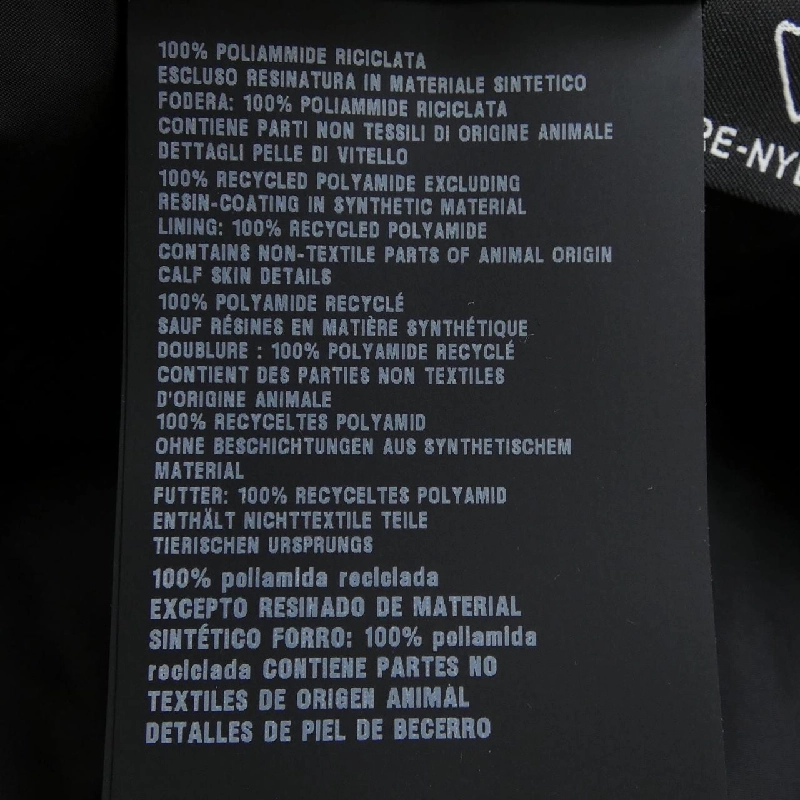 100% POLIAMMIDE RICICLATA
ESCLUSO RESINATURA IN MATERIALE SINTETICO
FODERA: 100% POLIAMMIDE RICICLATA
CONTIENE PARTI NON TESSILI DI ORIGINE ANIMALE
DETTAGLI PELLE DI VITELLO
100% RECYCLED POLYAMIDE EXCLUDING
RESIN-COATING IN SYNTHETIC MATERIAL
LINING: 100% RECYCLED POLYAMIDE
CONTAINS NON-TEXTILE PARTS OF ANIMAL ORIGIN
CALF SKIN DETAILS
100% POLYAMIDE RECYCLÉ
SAUF RÉSINES EN MATIÈRE SYNTHÉTIQUE
DOUBLURE : 100% POLYAMIDE RECYCLÉ
CONTIENT DES PARTIES NON TEXTILES
D'ORIGINE ANIMALE
100% RECYCELTES POLYAMID
OHNE BESCHICHTUNGEN AUS SYNTHETISCHEM
MATERIAL
FUTTER: 100% RECYCELTES POLYAMID
ENTHÄLT NICHTTEXTILE TEILE
TIERISCHEN URSPRUNGS
100% poliamida reciclada
EXCEPTO RESINADO DE MATERIAL
SINTÉTICO FORRO: 100% poliamida
reciclada CONTIENE PARTES NO
TEXTILES DE ORIGEN ANIMAL
DETALLES DE PIEL DE BECERRO
RE-NY